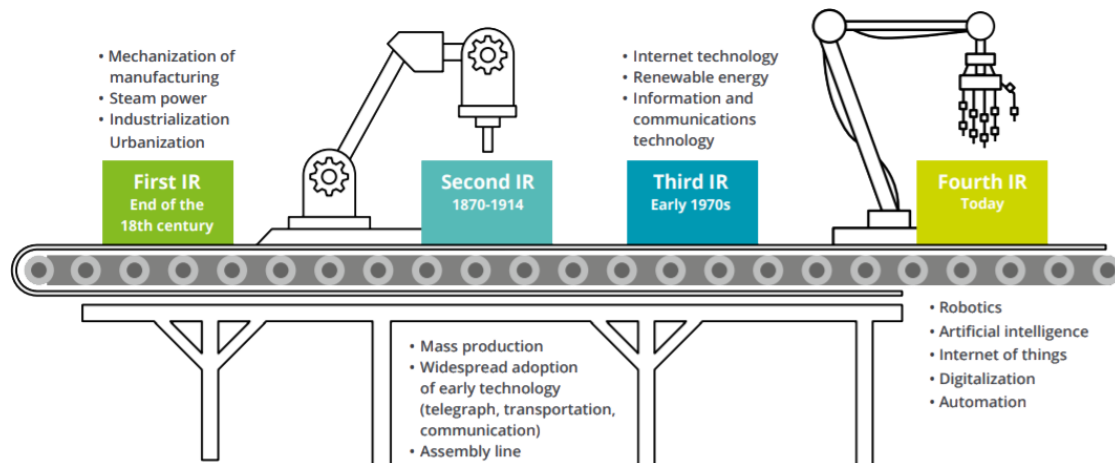 • Mechanization of
manufacturing
• Steam power
• Industrialization
Urbanization
First IR
End of the
18th century
Second IR
1870-1914
• Mass production
• Widespread adoption
of early technology
(telegraph, transportation,
communication)
• Assembly line
• Internet technology
• Renewable energy
• Information and
communications
technology
Third IR
Early 1970s
Fourth IR
Today
• Robotics
• Artificial intelligence
• Internet of things
• Digitalization
• Automation